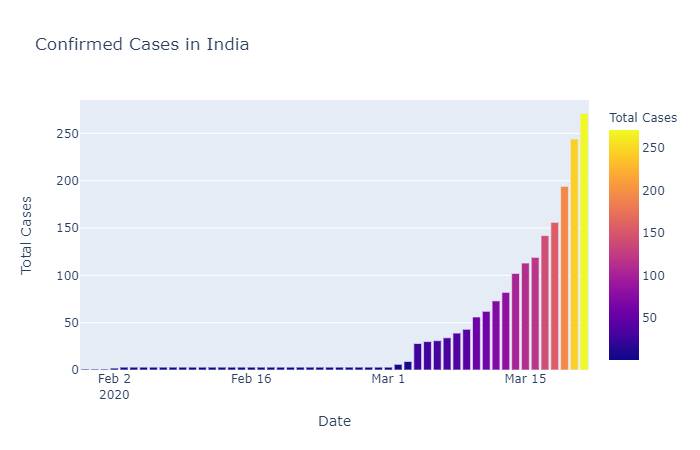 Confirmed Cases in India
Total Cases
250
200
150
100
50
0
Feb 2
2020
Feb 16
Mar 1
Mar 15
Date
Total Cases
250
200
150
100
50